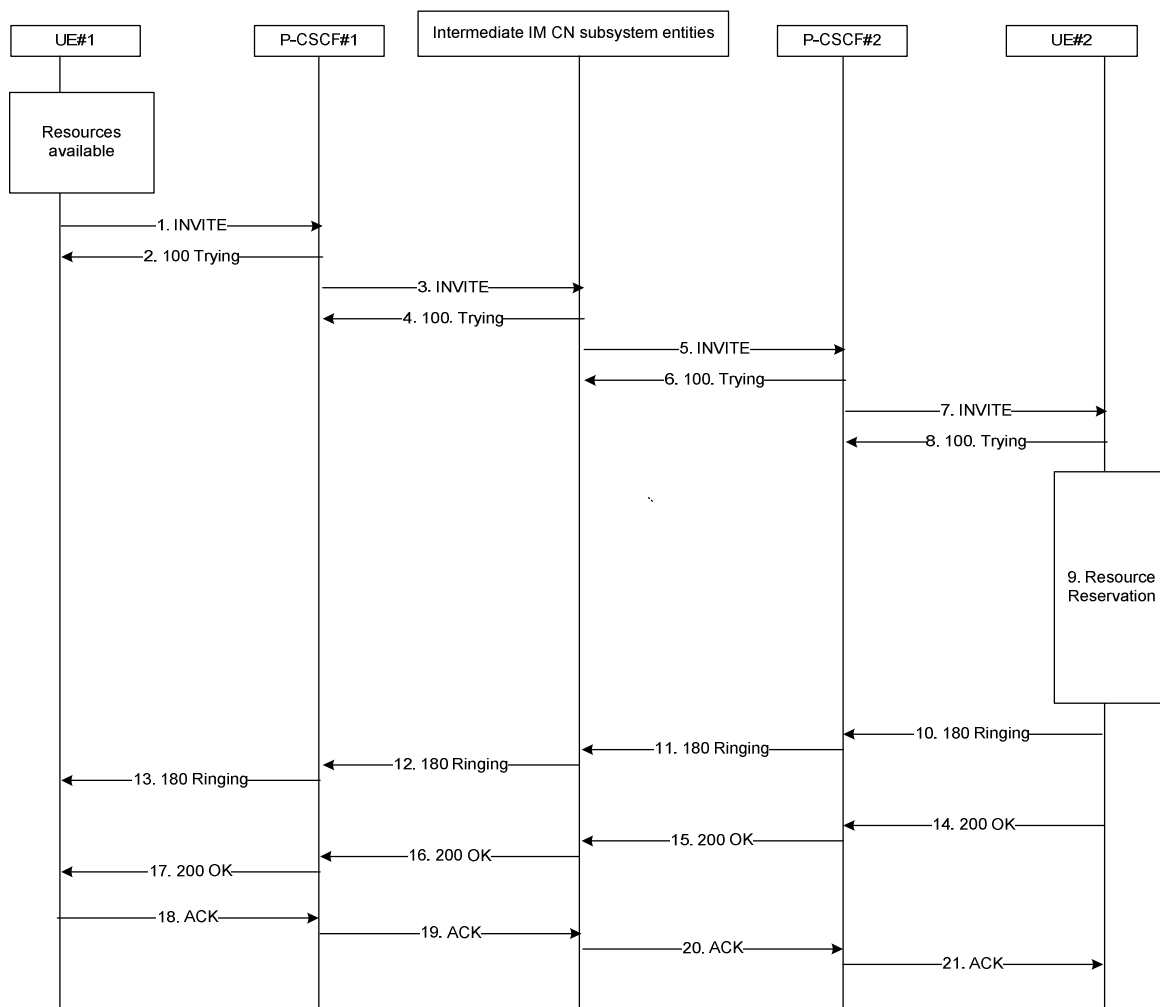 UE#1
P-CSCF#1
Intermediate IM CN subsystem entities
P-CSCF#2
UE#2
Resources
available
1. INVITE
2. 100 Trying
3. INVITE
4. 100. Trying
5. INVITE
6. 100. Trying
7. INVITE
8. 100. Trying
9. Resource
Reservation
10. 180 Ringing
11. 180 Ringing
12. 180 Ringing
13. 180 Ringing
14. 200 OK
15. 200 OK
16. 200 OK
17. 200 OK
18. ACK
19. ACK
20. ACK
21. ACK